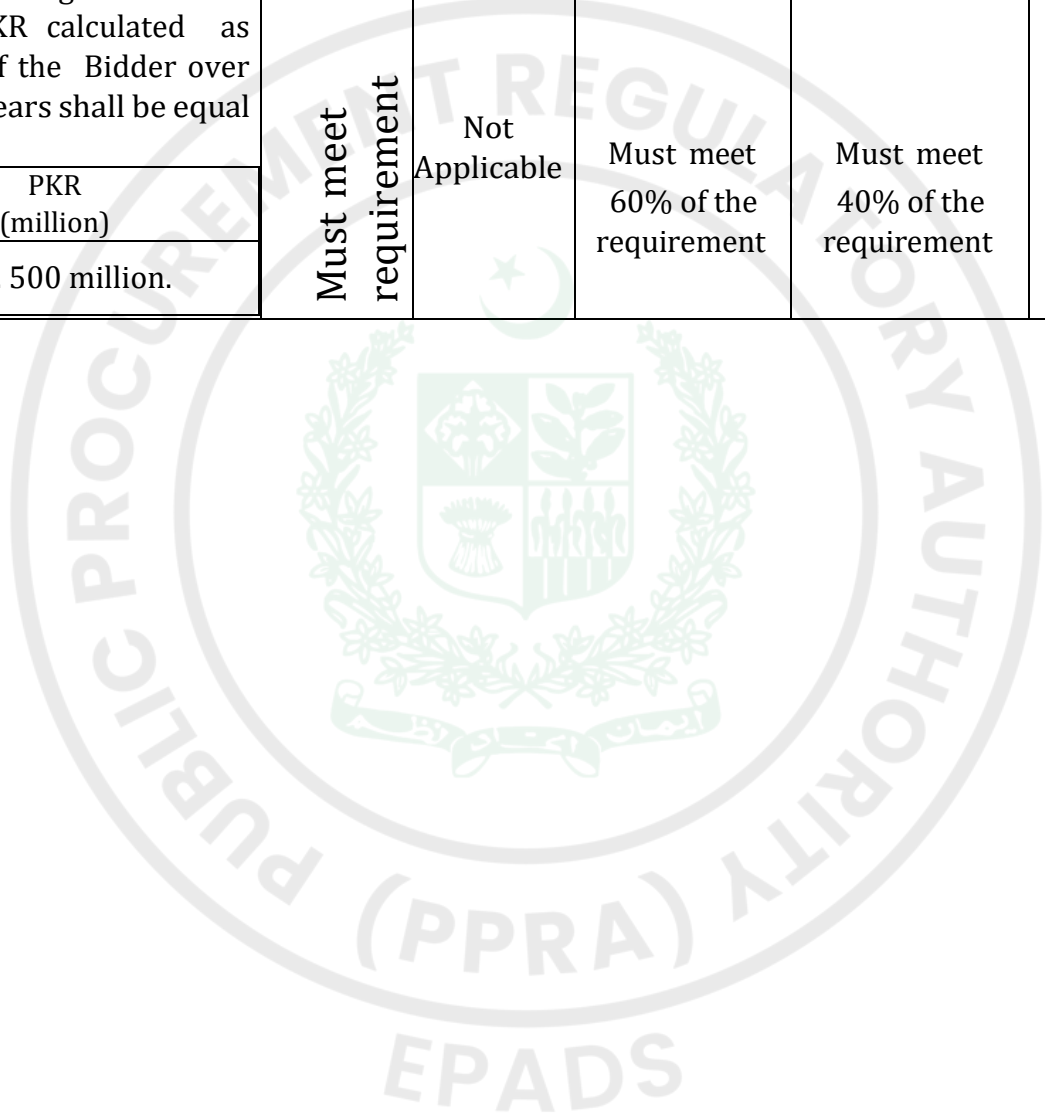 KR calculated as
f the Bidder over
ears shall be equal
PKR
(million)
500 million.
Must meet
requirement
Not
Applicable
Must meet
60% of the
requirement
Must meet
40% of the
requirement
PUBLIC PROCUREMENT REGULATORY AUTHORITY
(PPRA)
EPADS